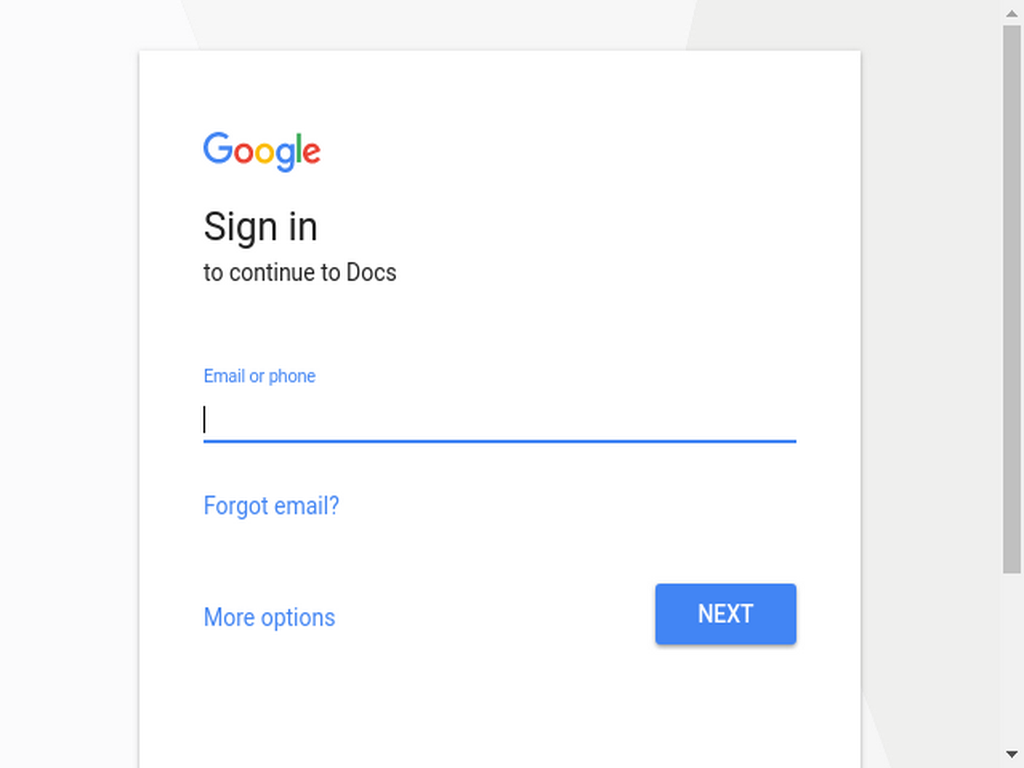 Google
Sign in
to continue to Docs
Email or phone
Forgot email?
More options
NEXT